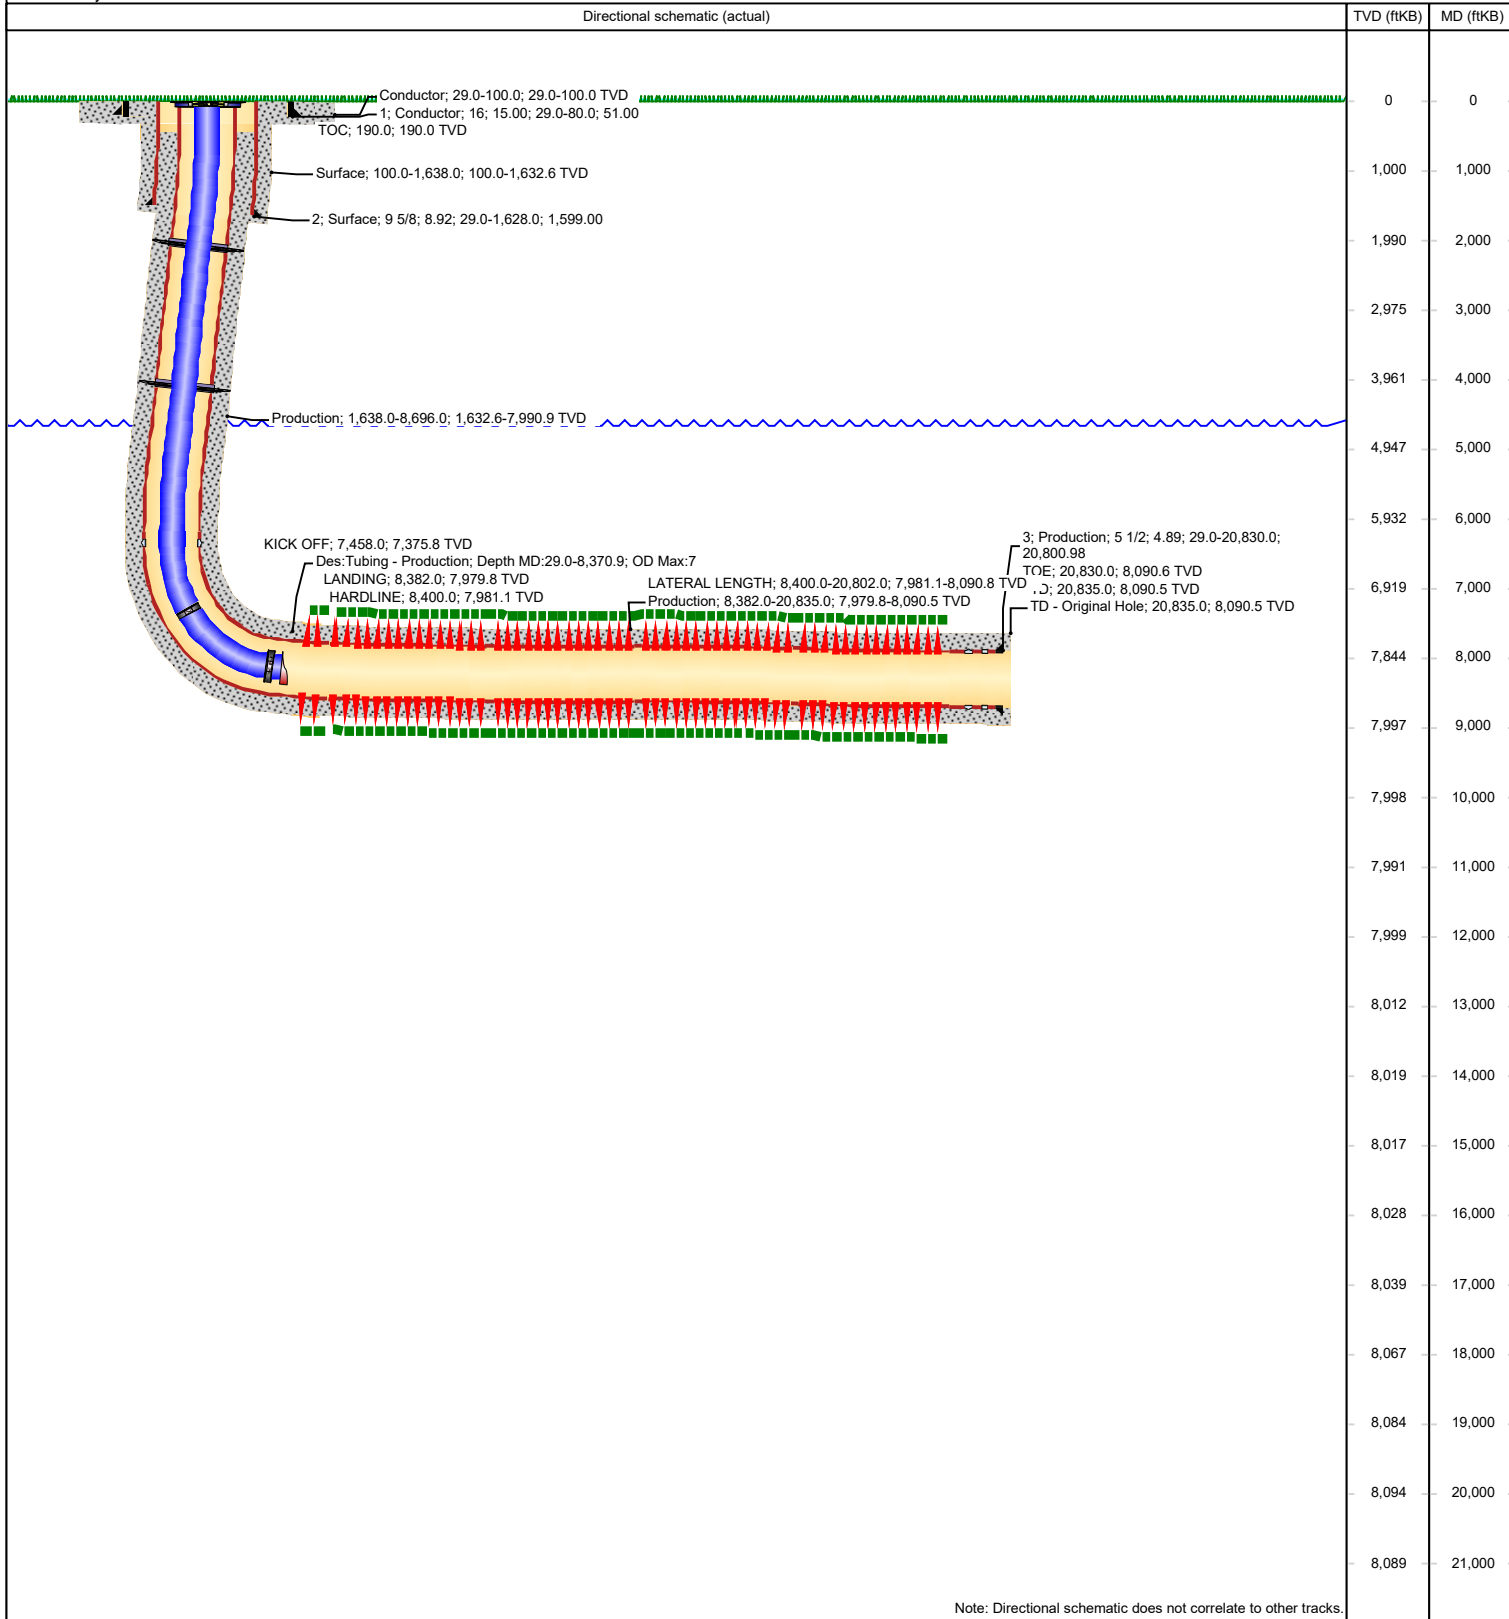 Directional schematic (actual)
TVD (ftKB)
MD (ftKB)
Conductor; 29.0-100.0; 29.0-100.0 TVD
1; Conductor; 16; 15.00; 29.0-80.0; 51.00
TOC; 190.0; 190.0 TVD
Surface; 100.0-1,638.0; 100.0-1,632.6 TVD
2; Surface; 9 5/8; 8.92; 29.0-1,628.0; 1,599.00
Production; 1,638.0-8,696.0; 1,632.6-7,990.9 TVD
KICK OFF; 7,458.0; 7,375.8 TVD
Des:Tubing - Production; Depth MD:29.0-8,370.9; OD Max:7
LANDING; 8,382.0; 7,979.8 TVD
HARDLINE; 8,400.0; 7,981.1 TVD
LATERAL LENGTH; 8,400.0-20,802.0; 7,981.1-8,090.8 TVD
Production; 8,382.0-20,835.0; 7,979.8-8,090.5 TVD
3; Production; 5 1/2; 4.89; 29.0-20,830.0;
20,800.98
TOE; 20,830.0; 8,090.6 TVD
20,835.0; 8,090.5 TVD
TD - Original Hole; 20,835.0; 8,090.5 TVD
0 0
1,000 1,000
1,990 2,000
2,975 3,000
3,961 4,000
4,947 5,000
5,932 6,000
6,919 7,000
7,844 8,000
7,997 9,000
7,998 10,000
7,991 11,000
7,999 12,000
8,012 13,000
8,019 14,000
8,017 15,000
8,028 16,000
8,039 17,000
8,067 18,000
8,084 19,000
8,094 20,000
8,089 21,000
Note: Directional schematic does not correlate to other tracks.